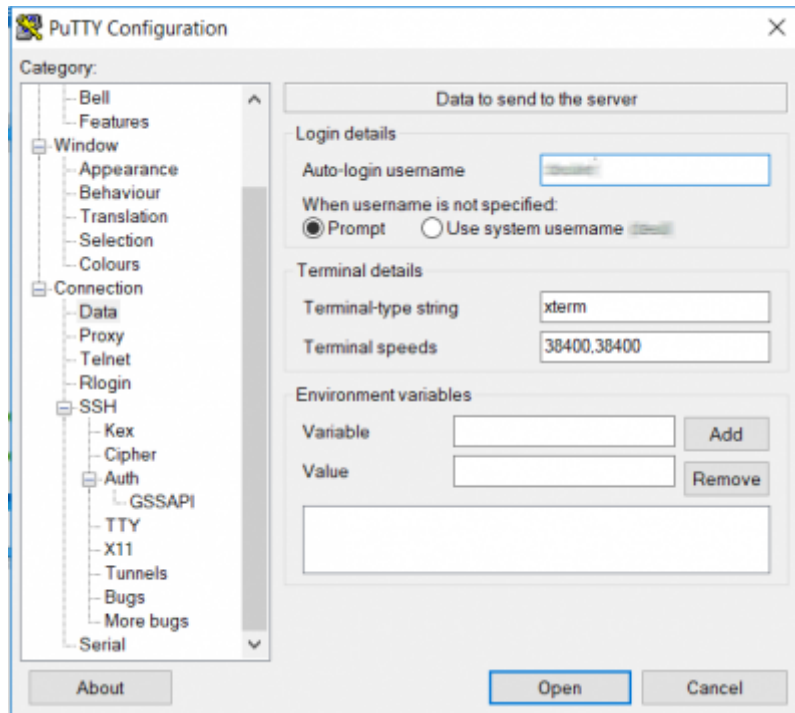 PuTTY Configuration
Category:
Bell
Features
Window
Appearance
Behaviour
Translation
Selection
Colours
Connection
Data
Proxy
Telnet
Rlogin
SSH
Kex
Cipher
Auth
GSSAPI
TTY
X11
Tunnels
Bugs
More bugs
Serial
Data to send to the server
Login details
Auto-login username
When username is not specified:
Prompt Use system username
Terminal details
Terminal-type string xterm
Terminal speeds 38400,38400
Environment variables
Variable Add
Value Remove
About Open Cancel